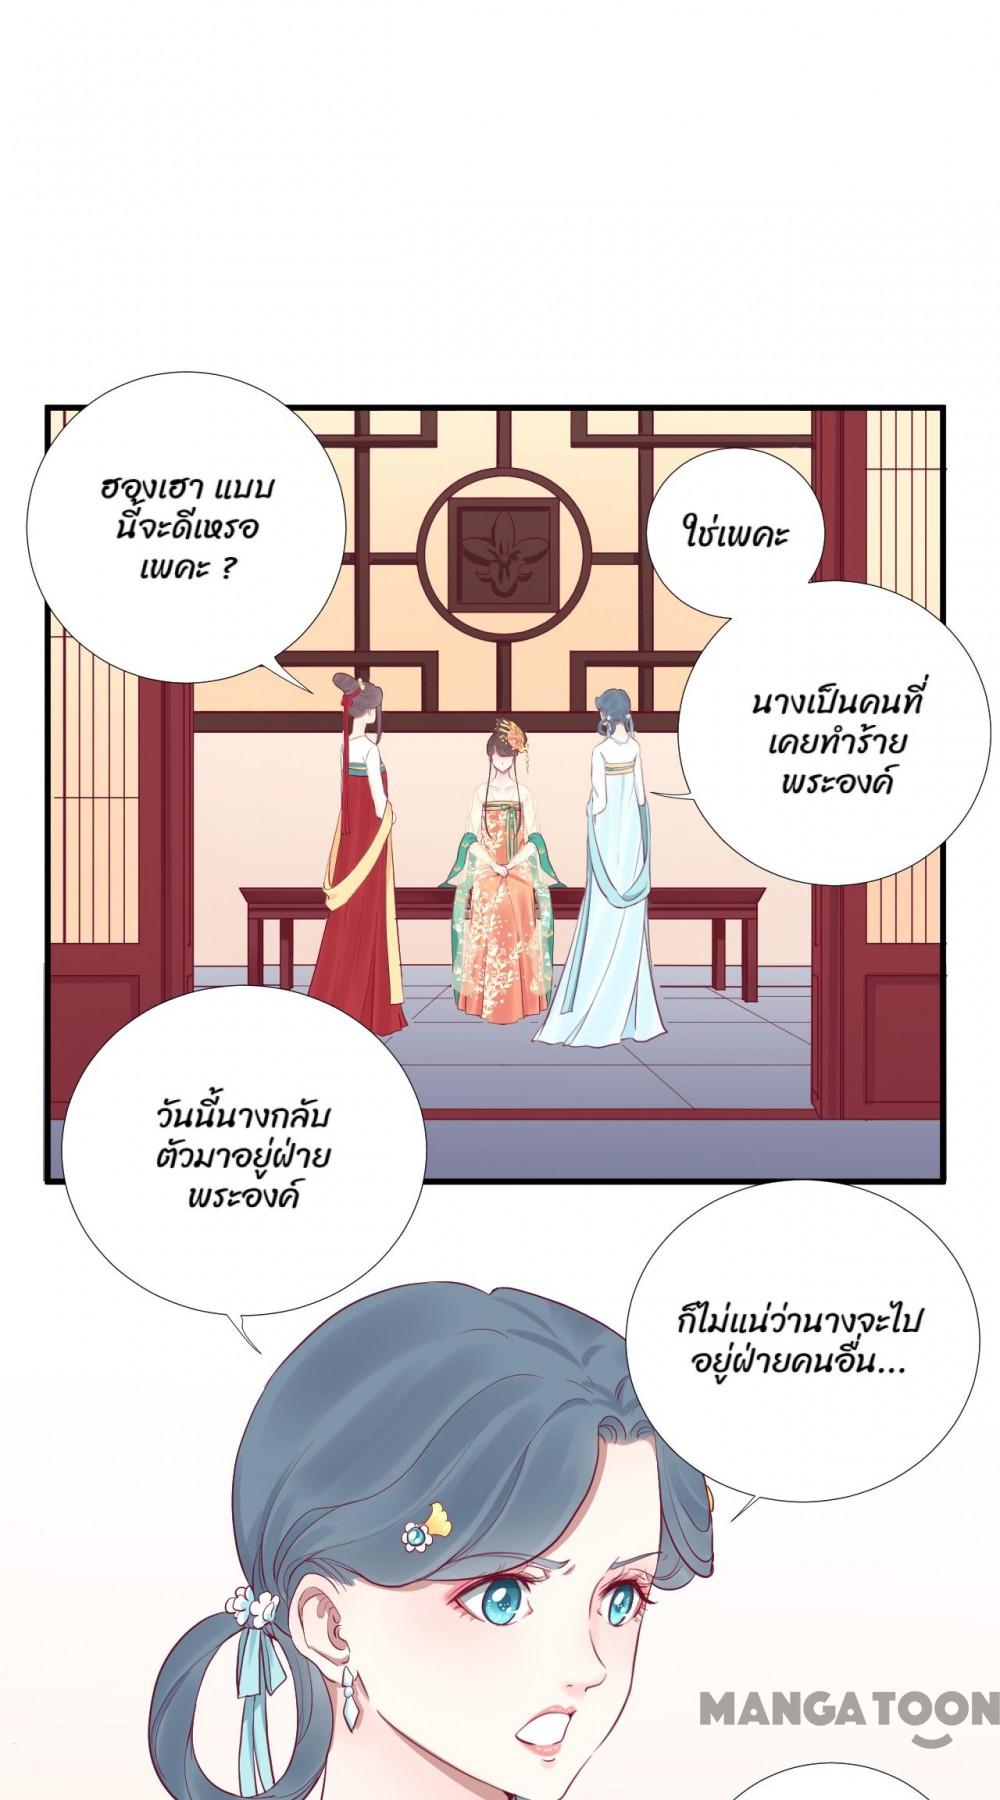 ฮองเฮา แบบ
นี้จะดีเหรอ
เพคะ ?
ใช่เพคะ
นางเป็นคนที่
เคยทำร้าย
พระองค์
วันนี้นางกลับ
ตัวมาอยู่ฝ่าย
พระองค์
ก็ไม่แน่ว่านางจะไป
อยู่ฝ่ายคนอื่น...
MANGATOON